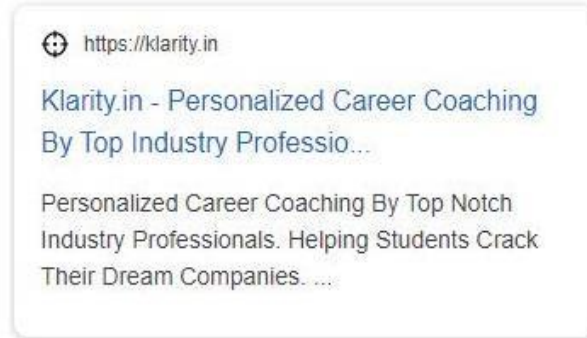 https://klarity.in
Klarity.in - Personalized Career Coaching
By Top Industry Professio...
Personalized Career Coaching By Top Notch
Industry Professionals. Helping Students Crack
Their Dream Companies. ...